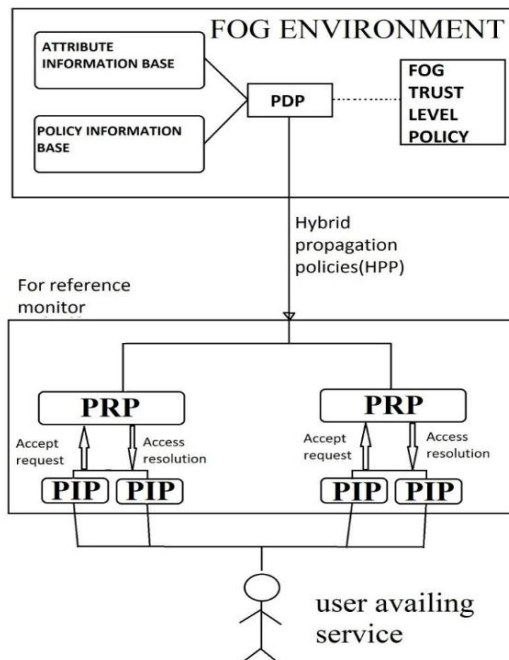 FOG ENVIRONMENT
ATTRIBUTE
INFORMATION BASE
PDP
FOG
TRUST
LEVEL
POLICY
POLICY INFORMATION
BASE
Hybrid
propagation
policies(HPP)
For reference
monitor
PRP
PRP
Accept
request
Access
resolution
Accept
request
Access
resolution
PIP
PIP
PIP
PIP
user availing
service